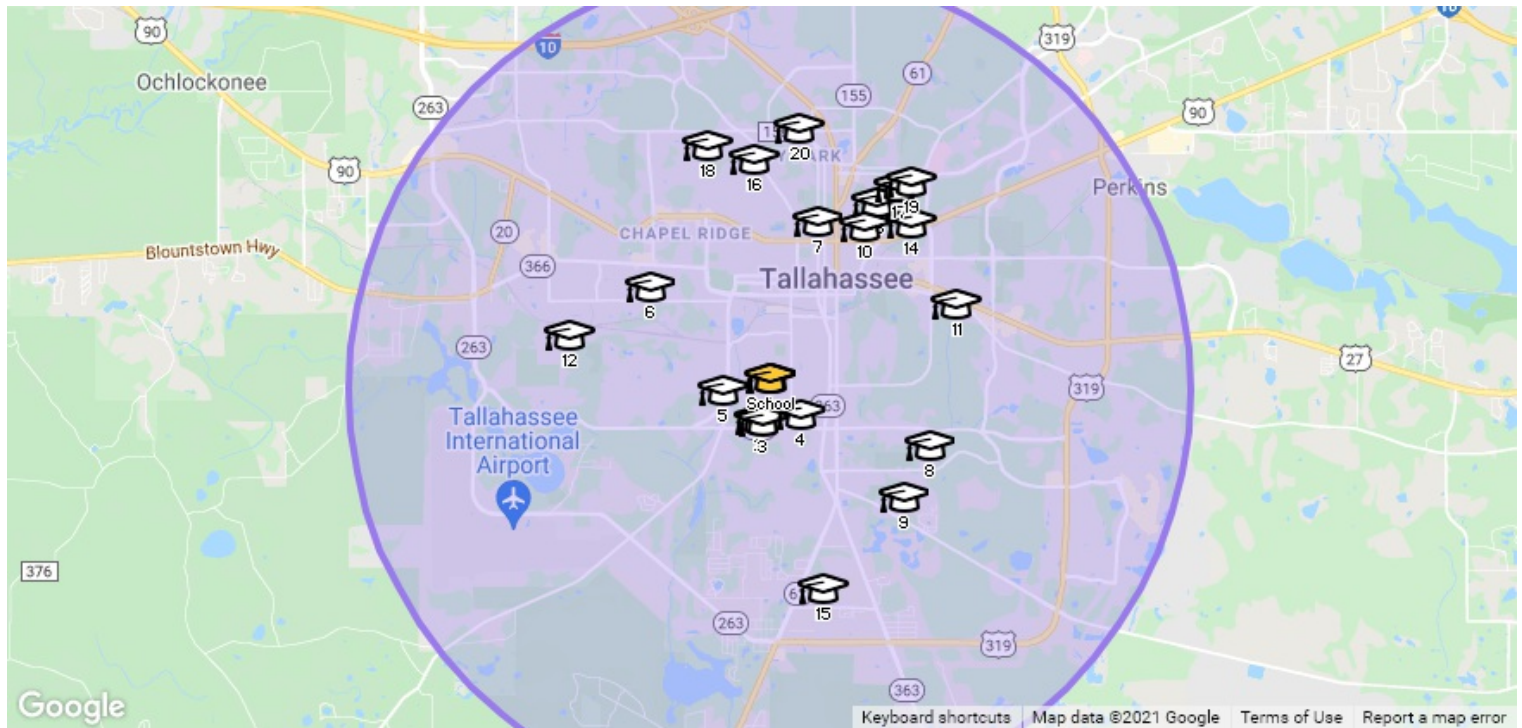 90
10
319
10
Ochlockonee
61
155
263
90
90
20
18
16
PARK
Perkins
19
7
10
14
CHAPEL RIDGE
20
Blountstown Hwy
366
Tallahassee
6
11
12
263
27
319
School
5
363
4
3
Tallahassee
International
Airport
8
9
376
15
263
319
363
Google
Keyboard shortcuts
Map data ©2021 Google
Terms of Use
Report a map error